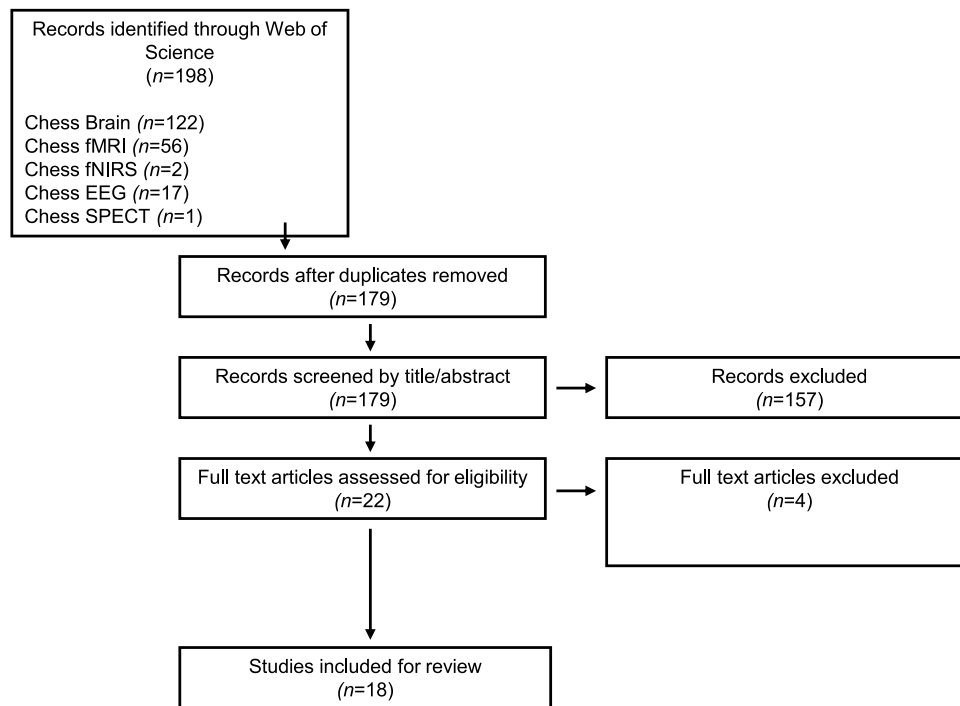 Records identified through Web of
Science
(n=198)
Chess Brain (n=122)
Chess fMRI (n=56)
Chess fNIRS (n=2)
Chess EEG (n=17)
Chess SPECT (n=1)
Records after duplicates removed
(n=179)
Records screened by title/abstract
(n=179)
Records excluded
(n=157)
Full text articles assessed for eligibility
(n=22)
Full text articles excluded
(n=4)
Studies included for review
(n=18)